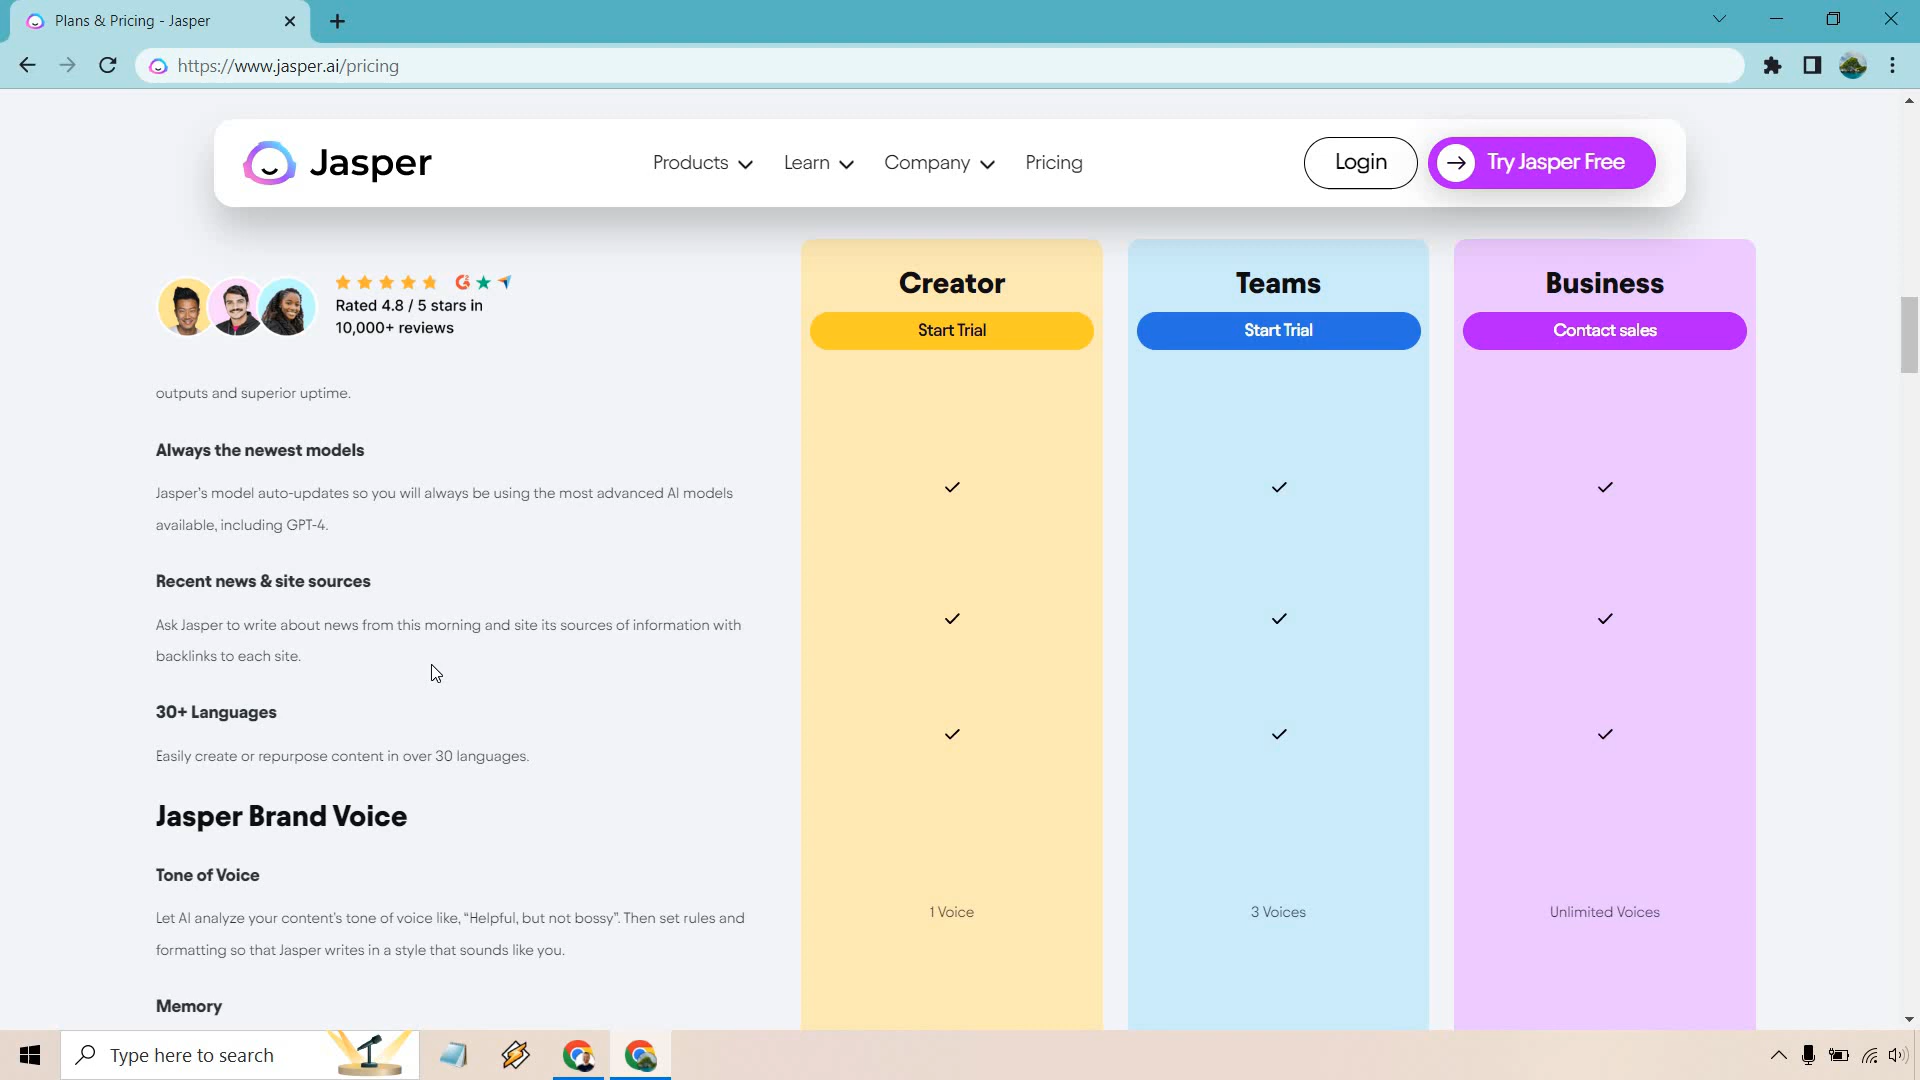 Plans & Pricing - Jasper
https://www.jasper.ai/pricing
Jasper
Products
Learn
Company
Pricing
Login
Try Jasper Free
Rated 4.8 / 5 stars in
10,000+ reviews
Creator
Start Trial
Teams
Start Trial
Business
Contact sales
outputs and superior uptime.
Always the newest models
Jasper's model auto-updates so you will always be using the most advanced AI models
available, including GPT-4.
Recent news & site sources
Ask Jasper to write about news from this morning and site its sources of information with
backlinks to each site.
30+ Languages
Easily create or repurpose content in over 30 languages.
Jasper Brand Voice
Tone of Voice
Let AI analyze your content's tone of voice like, “Helpful, but not bossy”. Then set rules and
formatting so that Jasper writes in a style that sounds like you.
1 Voice
3 Voices
Unlimited Voices
Memory
Type here to search